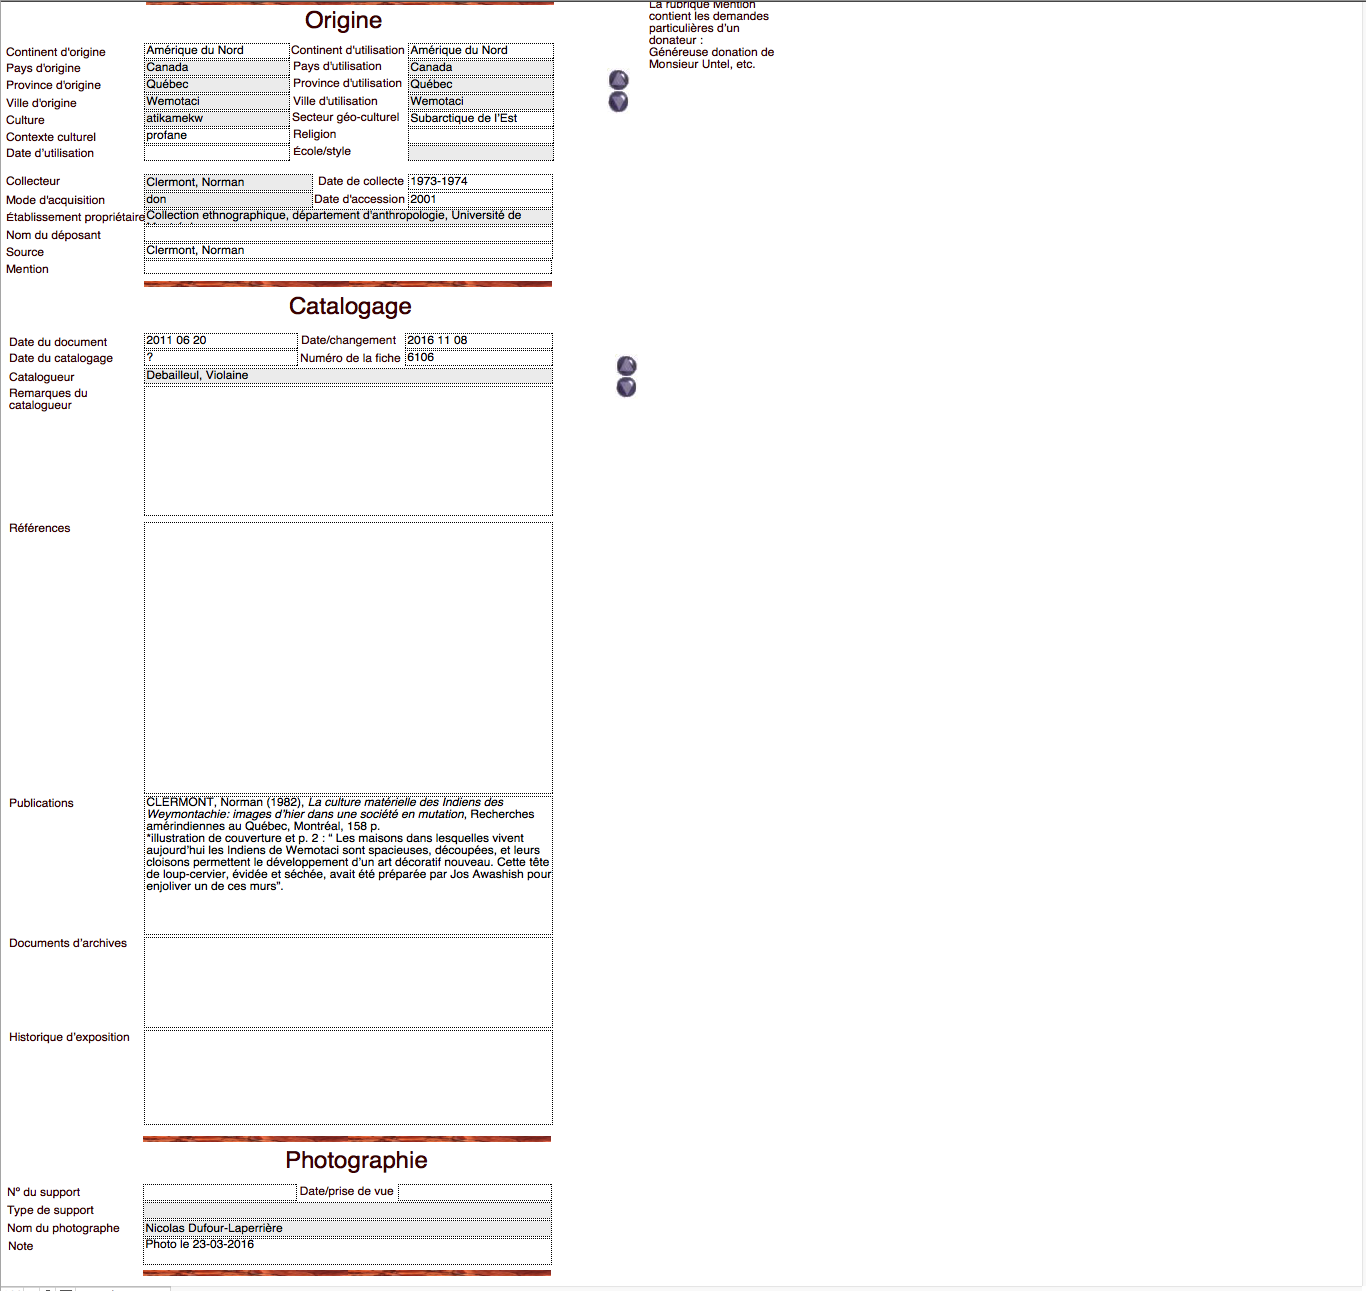 La rubrique Mention
contient les demandes
particulières d'un
donateur :
Généreuse donation de
Monsieur Untel, etc.
Origine
Continent d'origine Amérique du Nord Continent d'utilisation Amérique du Nord
Pays d'origine Canada Pays d'utilisation Canada
Province d'origine Québec Province d'utilisation Québec
Ville d'origine Wemotaci Ville d'utilisation Wemotaci
Culture atikamekw Secteur géo-culturel Subarctique de l'Est
Contexte culturel profane Religion
Date d'utilisation École/style
Collecteur Clermont, Norman Date de collecte 1973-1974
Mode d'acquisition don Date d'accession 2001
Établissement propriétaire Collection ethnographique, département d'anthropologie, Université de
Nom du déposant
Source Clermont, Norman
Mention
Catalogage
Date du document 2011 06 20 Date/changement 2016 11 08
Date du catalogage ? Numéro de la fiche 6106
Catalogueur Debailleul, Violaine
Remarques du
catalogueur
Références
Publications CLERMONT, Norman (1982), La culture matérielle des Indiens des
Weymontachie: images d'hier dans une société en mutation, Recherches
amérindiennes au Québec, Montréal, 158 p.
*illustration de couverture et p. 2 : “ Les maisons dans lesquelles vivent
aujourd'hui les Indiens de Wemotaci sont spacieuses, découpées, et leurs
cloisons permettent le développement d'un art décoratif nouveau. Cette tête
de loup-cervier, évidée et séchée, avait été préparée par Jos Awashish pour
enjoliver un de ces murs”.
Documents d'archives
Historique d'exposition
Photographie
Nº du support Date/prise de vue
Type de support
Nom du photographe Nicolas Dufour-Laperrière
Note Photo le 23-03-2016